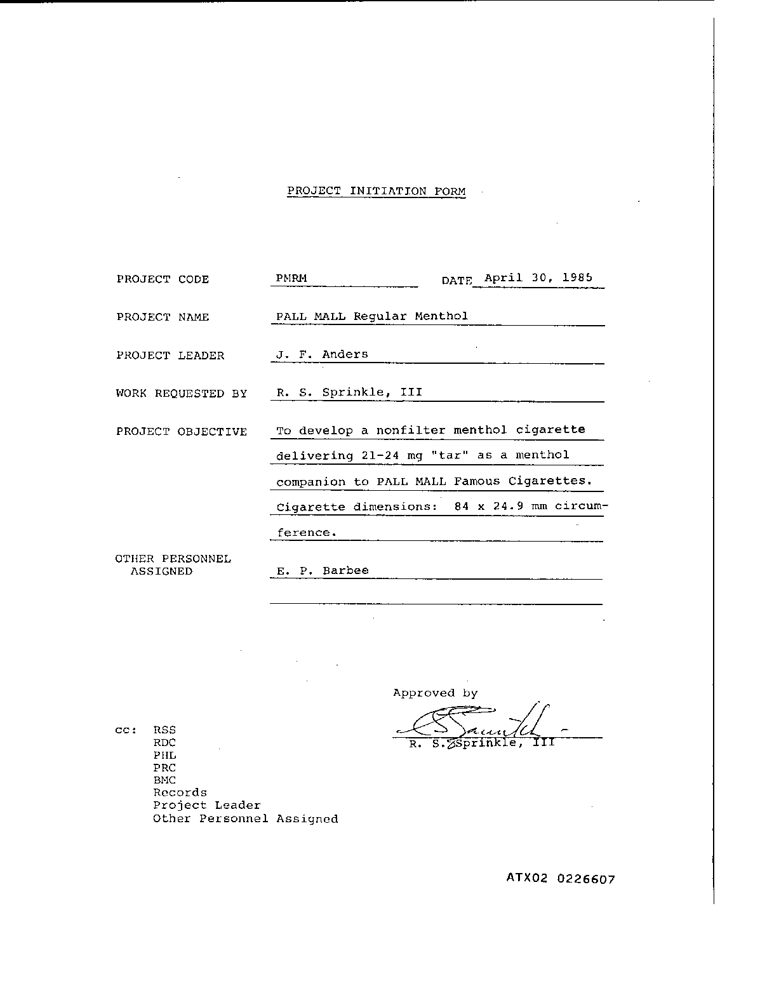 PROJECT INITIATION FORM
PROJECT CODE PMRM DATE April 30, 1985
PROJECT NAME PALL MALL Regular Menthol
PROJECT LEADER J. F. Anders
WORK REQUESTED BY R. S. Sprinkle, III
PROJECT OBJECTIVE To develop a nonfilter menthol cigarette
delivering 21-24 mg "tar" as a menthol
companion to PALL MALL Famous Cigarettes.
Cigarette dimensions: 84 x 24.9 mm circum-
ference.
OTHER PERSONNEL
ASSIGNED E. P. Barbee
Approved by
R. S. Sprinkle, III
cc: RSS
RDC
PHL
PRC
BMC
Records
Project Leader
Other Personnel Assigned
ATX02 0226607